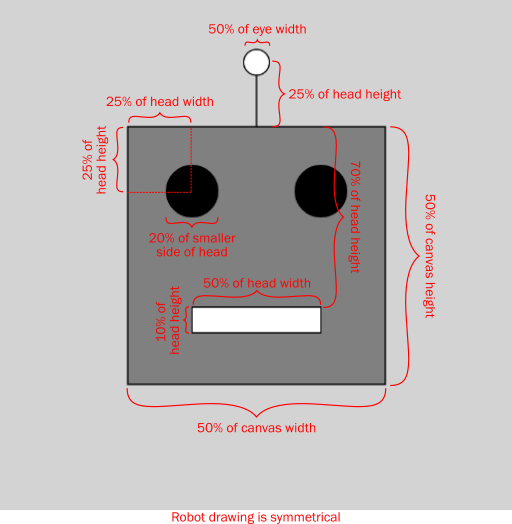 50% of eye width
25% of head height
25% of head width
25% of
head height
70% of head height
50% of canvas height
20% of smaller
side of head
50% of head width
10% of
head height
50% of canvas width
Robot drawing is symmetrical